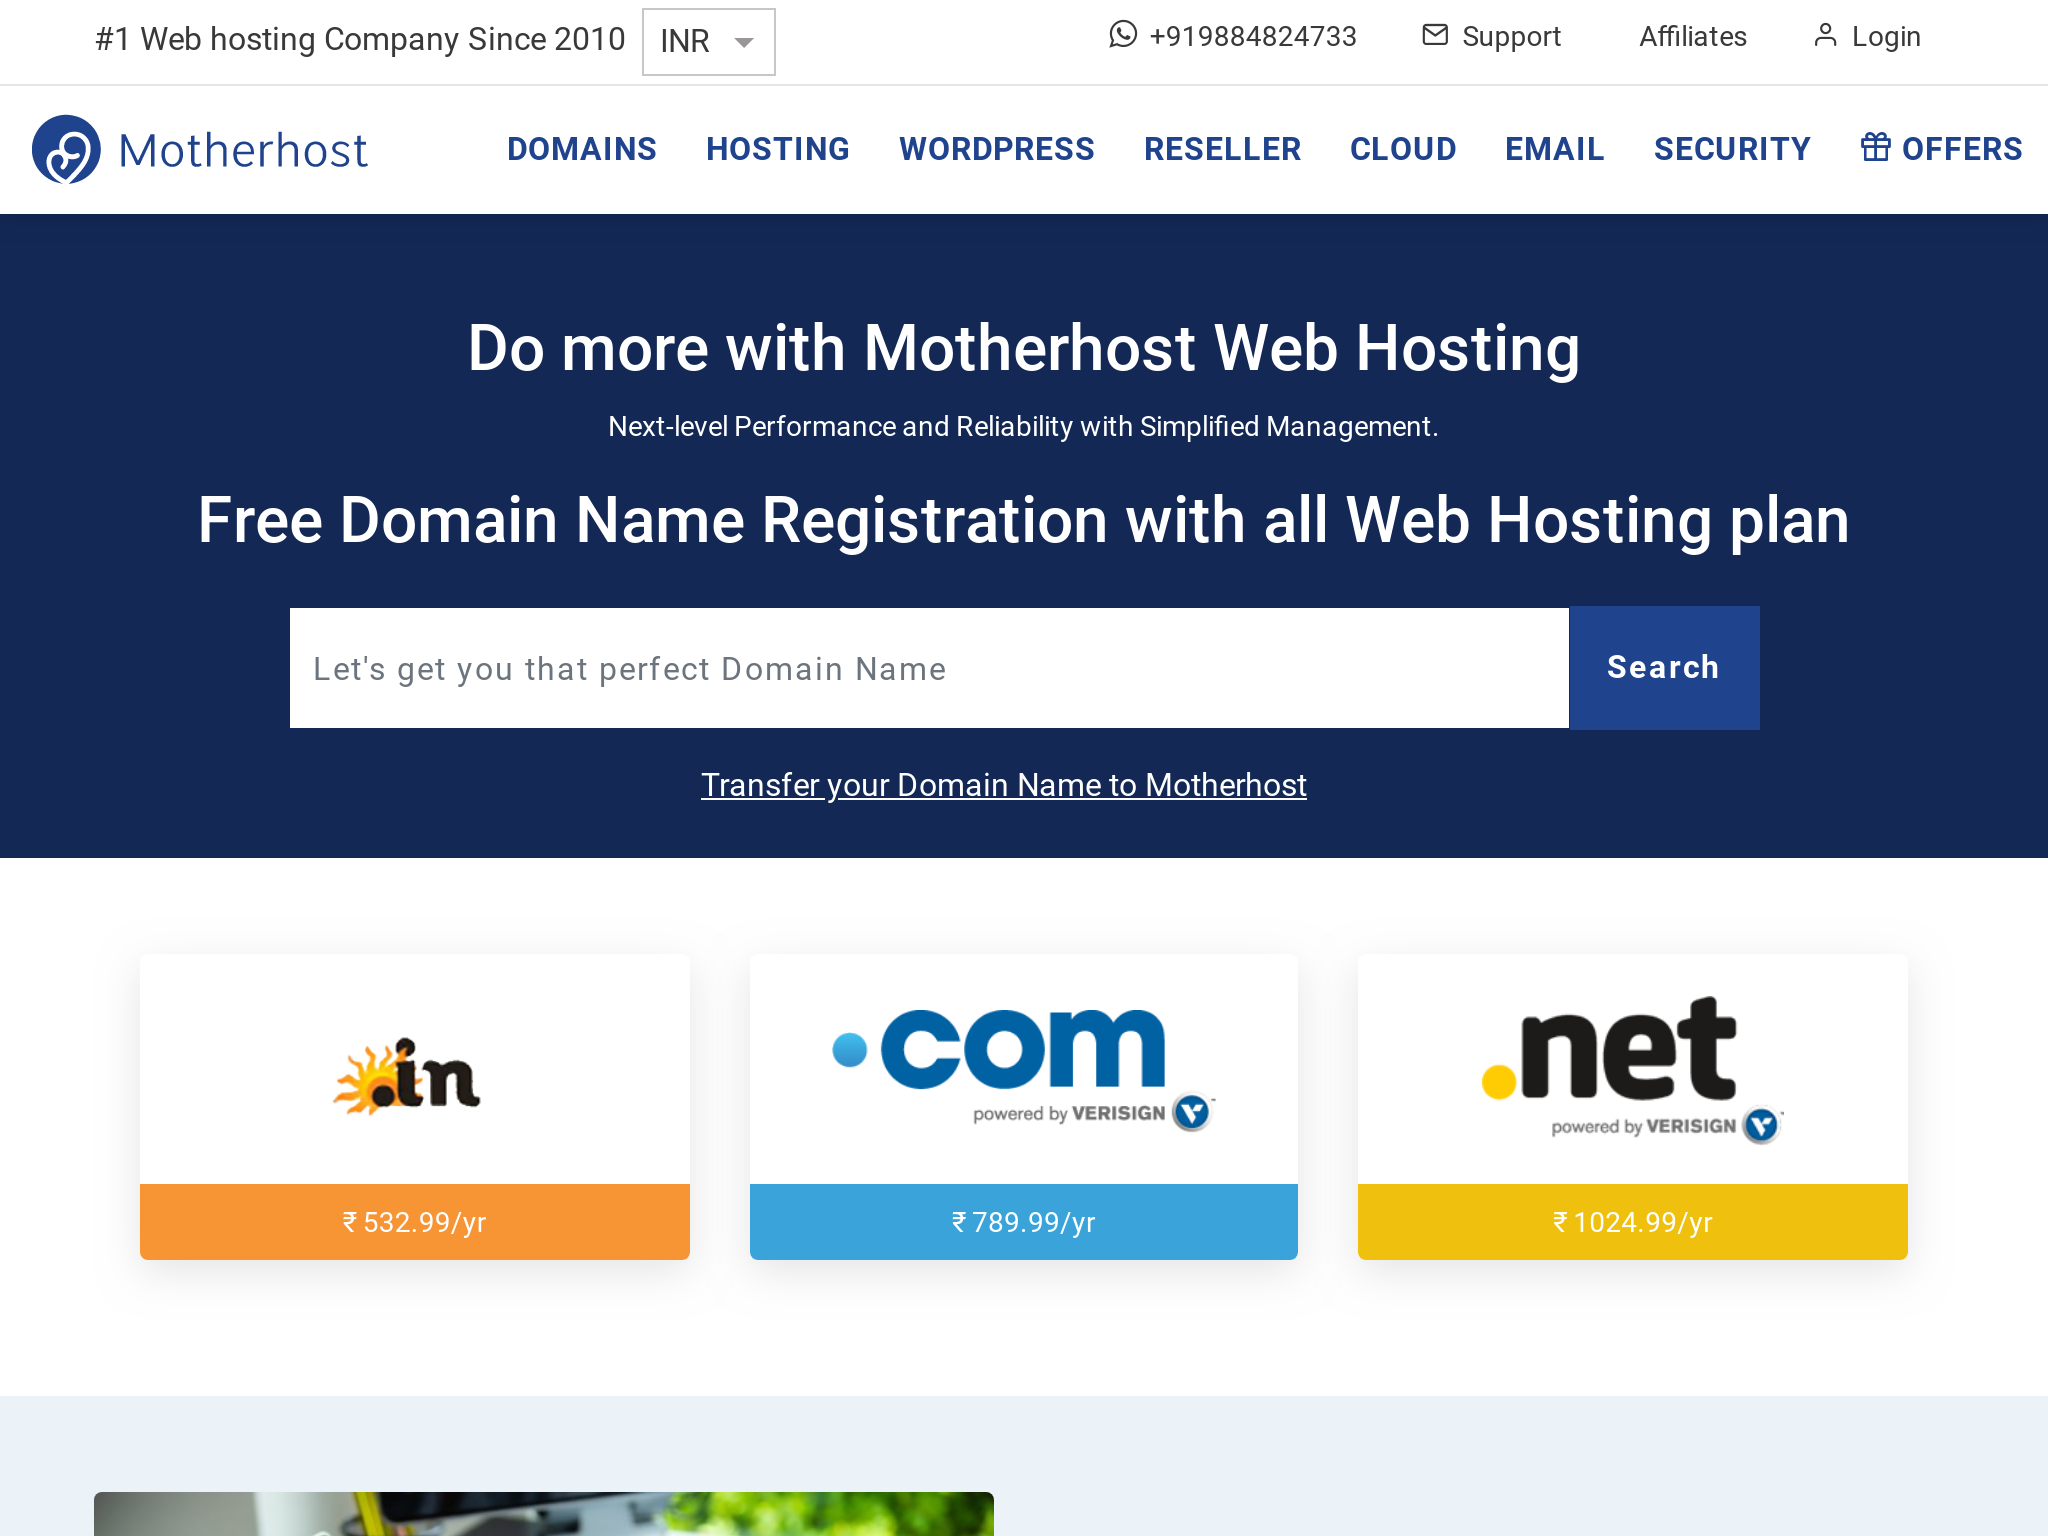 #1 Web hosting Company Since 2010 INR +919884824733 Support Affiliates Login
Motherhost DOMAINS HOSTING WORDPRESS RESELLER CLOUD EMAIL SECURITY OFFERS
Do more with Motherhost Web Hosting
Next-level Performance and Reliability with Simplified Management.
Free Domain Name Registration with all Web Hosting plan
Let's get you that perfect Domain Name Search
Transfer your Domain Name to Motherhost
.in
.com
powered by VERISIGN
.net
powered by VERISIGN
₹ 532.99/yr
₹ 789.99/yr
₹ 1024.99/yr